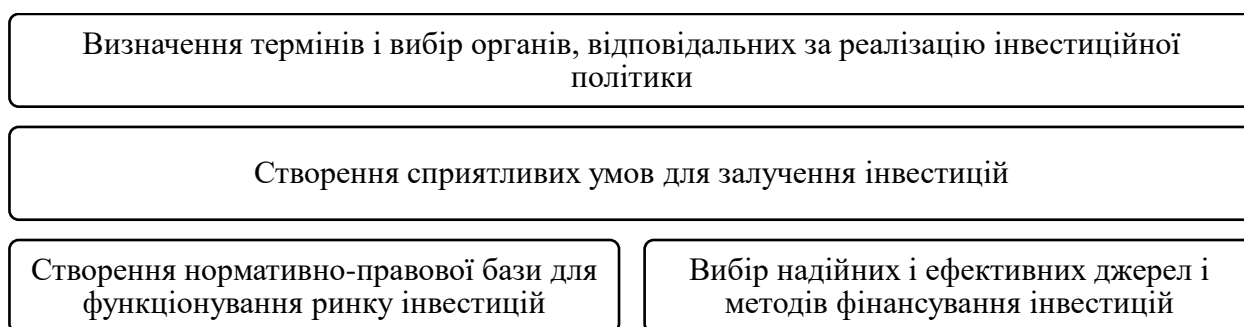 Визначення термінів і вибір органів, відповідальних за реалізацію інвестиційної
політики
Створення сприятливих умов для залучення інвестицій
Створення нормативно-правової бази для
функціонування ринку інвестицій
Вибір надійних і ефективних джерел і
методів фінансування інвестицій